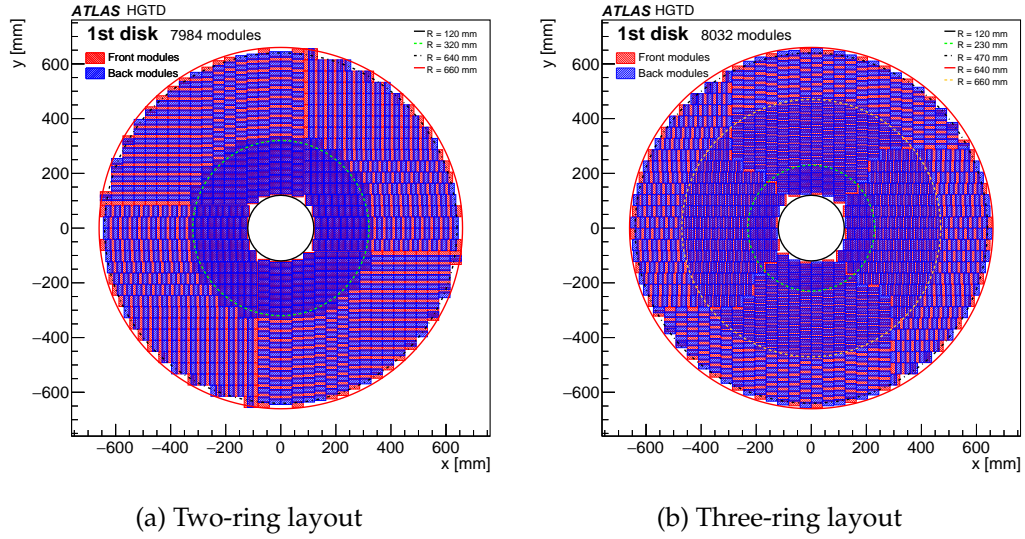 ATLAS HGTD
1st disk 7984 modules
Front modules
Back modules
R = 120 mm
R = 320 mm
R = 640 mm
R = 660 mm
y [mm]
600
400
200
0
−200
−400
−600
−600 −400 −200 0 200 400 600
x [mm]
(a) Two-ring layout
ATLAS HGTD
1st disk 8032 modules
Front modules
Back modules
R = 120 mm
R = 230 mm
R = 470 mm
R = 640 mm
R = 660 mm
y [mm]
600
400
200
0
−200
−400
−600
−600 −400 −200 0 200 400 600
x [mm]
(b) Three-ring layout